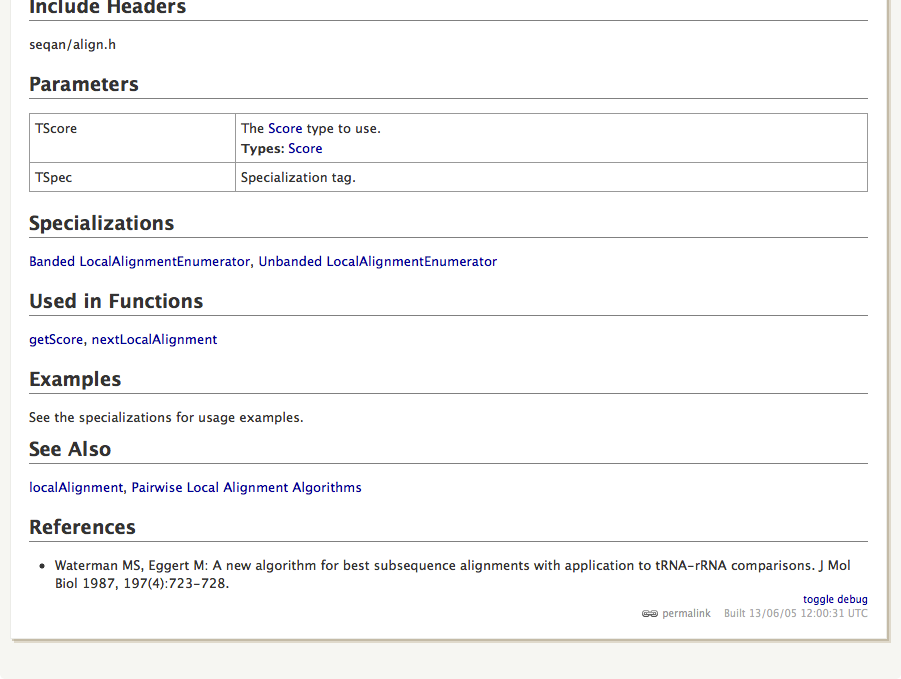 Include Headers
seqan/align.h
Parameters
TScore The Score type to use.
Types: Score
TSpec Specialization tag.
Specializations
Banded LocalAlignmentEnumerator, Unbanded LocalAlignmentEnumerator
Used in Functions
getScore, nextLocalAlignment
Examples
See the specializations for usage examples.
See Also
localAlignment, Pairwise Local Alignment Algorithms
References
• Waterman MS, Eggert M: A new algorithm for best subsequence alignments with application to tRNA-rRNA comparisons. J Mol
Biol 1987, 197(4):723-728.
toggle debug
permalink Built 13/06/05 12:00:31 UTC